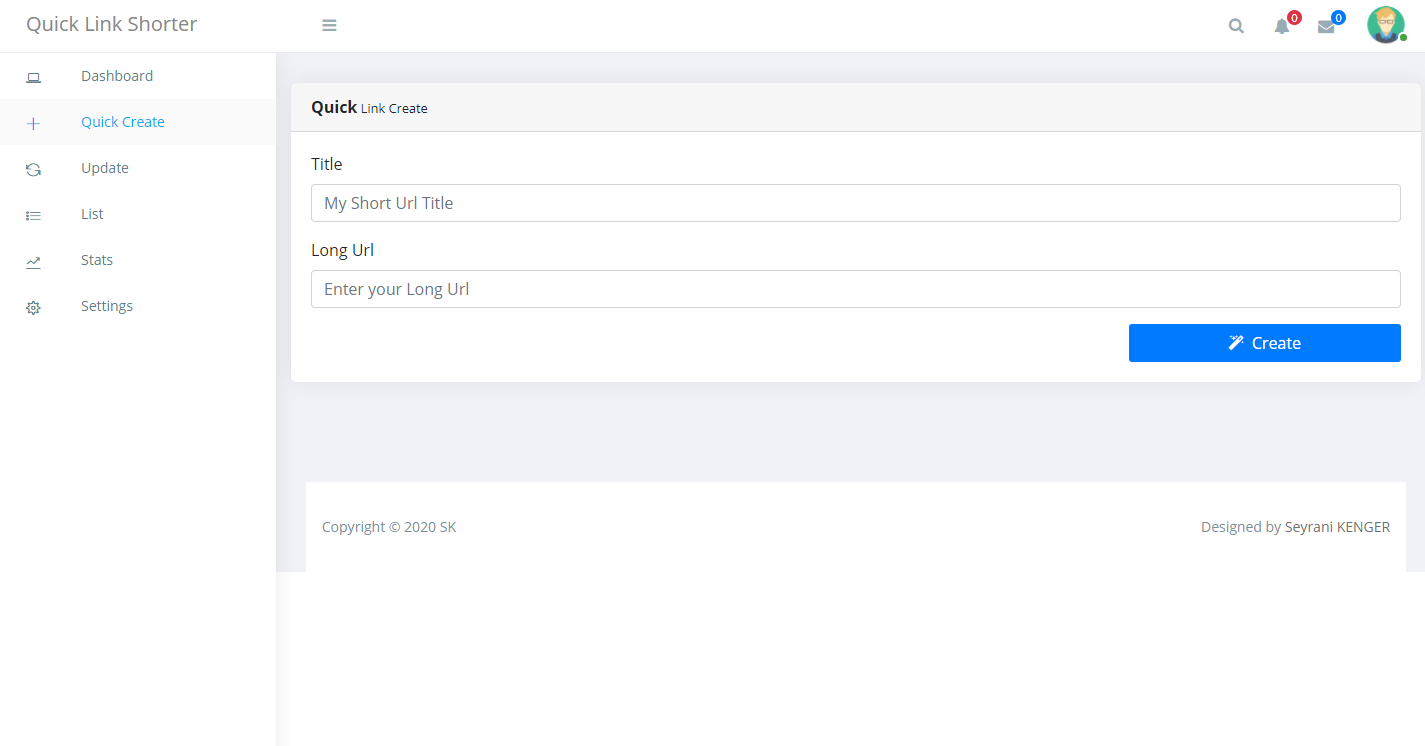 Quick Link Shorter
0
0
Dashboard
Quick Create
Update
List
Stats
Settings
Quick Link Create
Title
My Short Url Title
Long Url
Enter your Long Url
Create
Copyright © 2020 SK
Designed by Seyrani KENGER